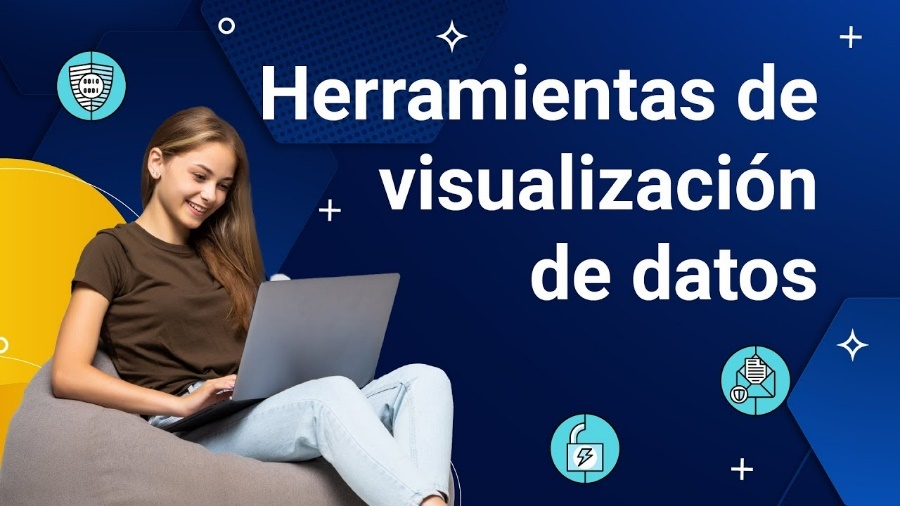 Herramientas de
visualización
de datos